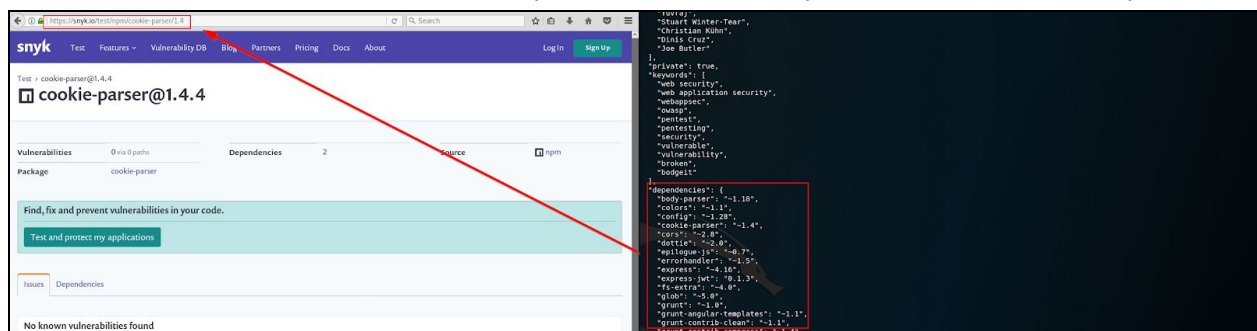 https://snyk.io/test/npm/cookie-parser/1.4
Search
snyk Test Features Vulnerability DB Blog Partners Pricing Docs About Log In Sign Up
Test › cookie-parser@1.4.4
cookie-parser@1.4.4
Vulnerabilities 0 via 0 paths Dependencies 2 Source npm
Package cookie-parser
Find, fix and prevent vulnerabilities in your code.
Test and protect my applications
Issues Dependencies
No known vulnerabilities found
"Yuvraj",
"Stuart Winter-Tear",
"Christian Kühn",
"Dinis Cruz",
"Joe Butler"
],
"private": true,
"keywords": [
"web security",
"web application security",
"webappsec",
"owasp",
"pentest",
"pentesting",
"security",
"vulnerable",
"vulnerability",
"broken",
"bodgeit"
],
"dependencies": {
"body-parser": "~1.18",
"colors": "~1.1",
"config": "~1.28",
"cookie-parser": "~1.4",
"cors": "~2.8",
"dottie": "~2.0",
"epilogue-js": "~0.7",
"errorhandler": "~1.5",
"express": "~4.16",
"express-jwt": "0.1.3",
"fs-extra": "~4.0",
"glob": "~5.0",
"grunt": "~1.0",
"grunt-angular-templates": "~1.1",
"grunt-contrib-clean": "~1.1",